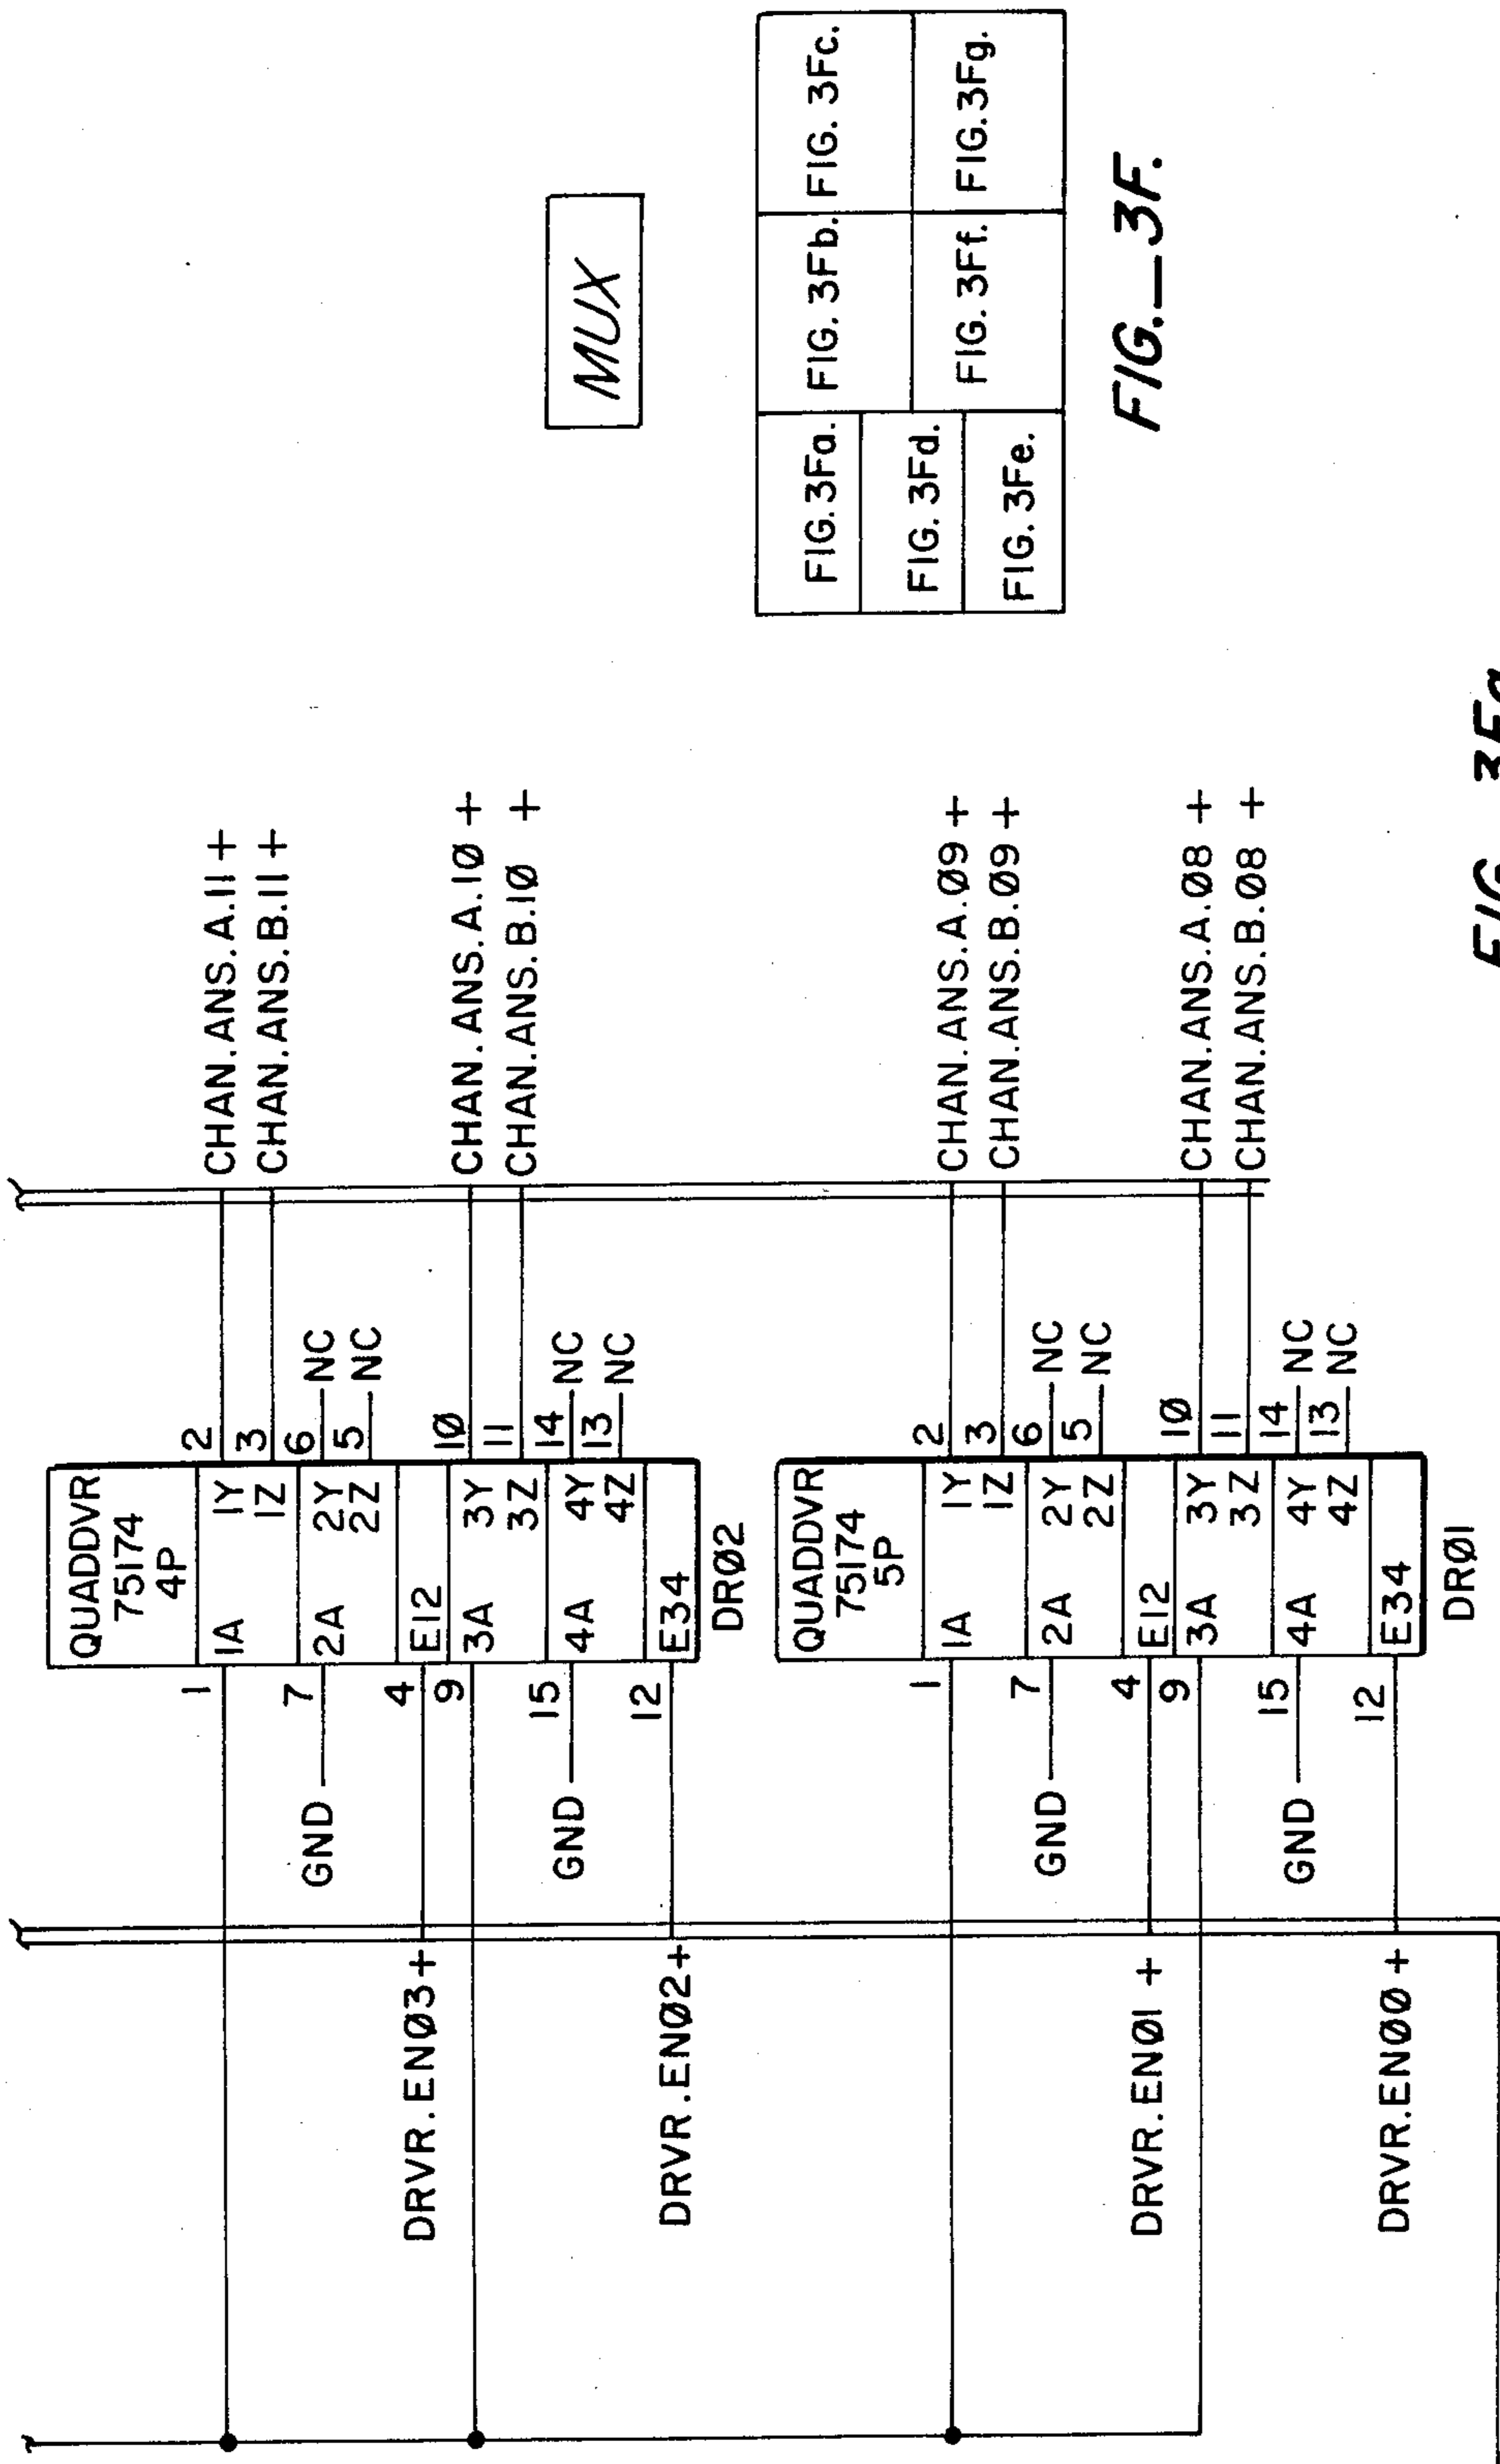 QUADDVR
75174
4P
1A 1Y
1Z
2A 2Y
2Z
E12
3A 3Y
3Z
4A 4Y
4Z
E34
DRØ2
1
7
4
9
15
12
2
3
6
5
1Ø
11
14
13
GND
GND
NC
NC
NC
NC
DRVR.ENØ3+
DRVR.ENØ2+
CHAN.ANS.A.11+
CHAN.ANS.B.11+
CHAN.ANS.A.1Ø+
CHAN.ANS.B.1Ø +
QUADDVR
75174
5P
1A 1Y
1Z
2A 2Y
2Z
E12
3A 3Y
3Z
4A 4Y
4Z
E34
DRØ1
1
7
4
9
15
12
2
3
6
5
1Ø
11
14
13
GND
GND
NC
NC
NC
NC
DRVR.ENØ1 +
DRVR.ENØØ +
CHAN.ANS.A.Ø9 +
CHAN.ANS.B.Ø9 +
CHAN.ANS.A.Ø8 +
CHAN.ANS.B.Ø8 +
MUX
FIG.3Fa. FIG. 3Fb. FIG. 3Fc.
FIG. 3Fd. FIG. 3Ff. FIG.3Fg.
FIG. 3Fe.
FIG.—3F.